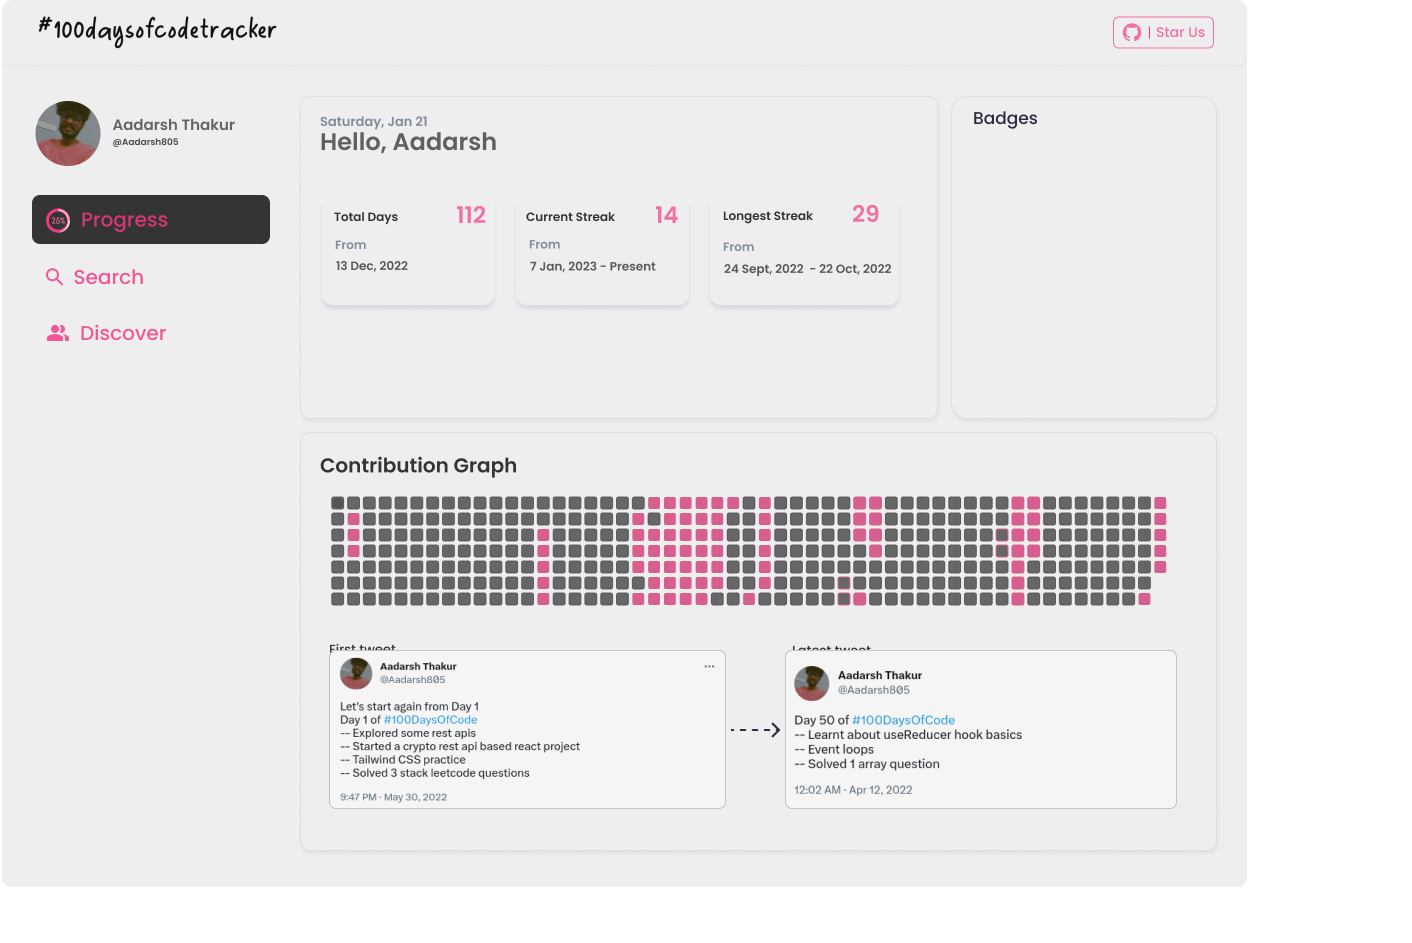 #100daysofcodetracker
| Star Us
Aadarsh Thakur
@Aadarsh805
25%
Progress
Search
Discover
Saturday, Jan 21
Hello, Aadarsh
Total Days 112
From
13 Dec, 2022
Current Streak 14
From
7 Jan, 2023 - Present
Longest Streak 29
From
24 Sept, 2022 - 22 Oct, 2022
Badges
Contribution Graph
First tweet
Aadarsh Thakur
@Aadarsh805
Let's start again from Day 1
Day 1 of #100DaysOfCode
-- Explored some rest apis
-- Started a crypto rest api based react project
-- Tailwind CSS practice
-- Solved 3 stack leetcode questions
9:47 PM · May 30, 2022
Latest tweet
Aadarsh Thakur
@Aadarsh805
Day 50 of #100DaysOfCode
-- Learnt about useReducer hook basics
-- Event loops
-- Solved 1 array question
12:02 AM · Apr 12, 2022